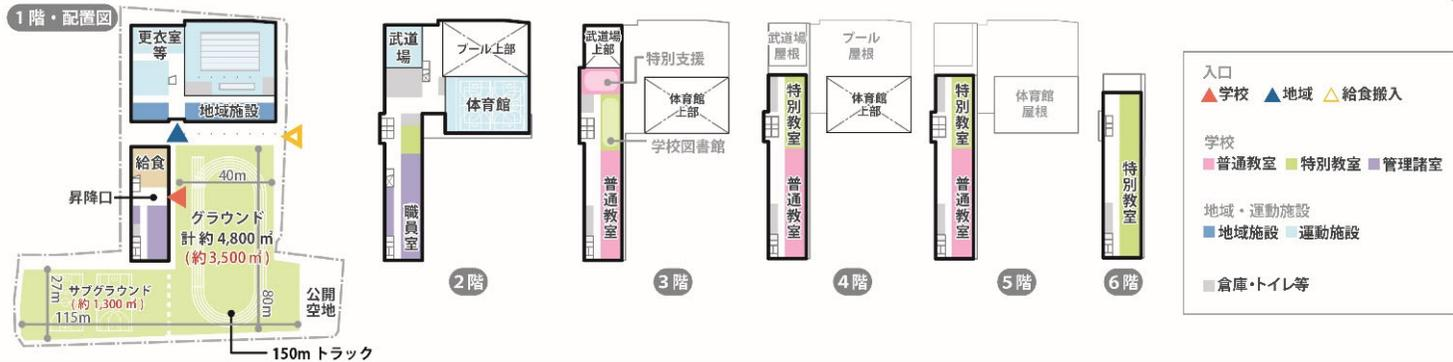 1階・配置図
更衣室
等
地域施設
給食
昇降口
40m
グラウンド
計 約 4,800 ㎡
(約 3,500 ㎡)
80m
27m
サブグラウンド
(約 1,300 ㎡)
115m
公開
空地
150m トラック
武道
場
プール上部
体育館
職員室
2階
武道場
上部
特別支援
体育館
上部
学校図書館
普通教室
3階
武道場
屋根
プール
屋根
特別教室
体育館
上部
普通教室
4階
特別教室
体育館
屋根
普通教室
5階
特別教室
6階
入口
学校 地域 給食搬入
学校
普通教室 特別教室 管理諸室
地域・運動施設
地域施設 運動施設
倉庫・トイレ等